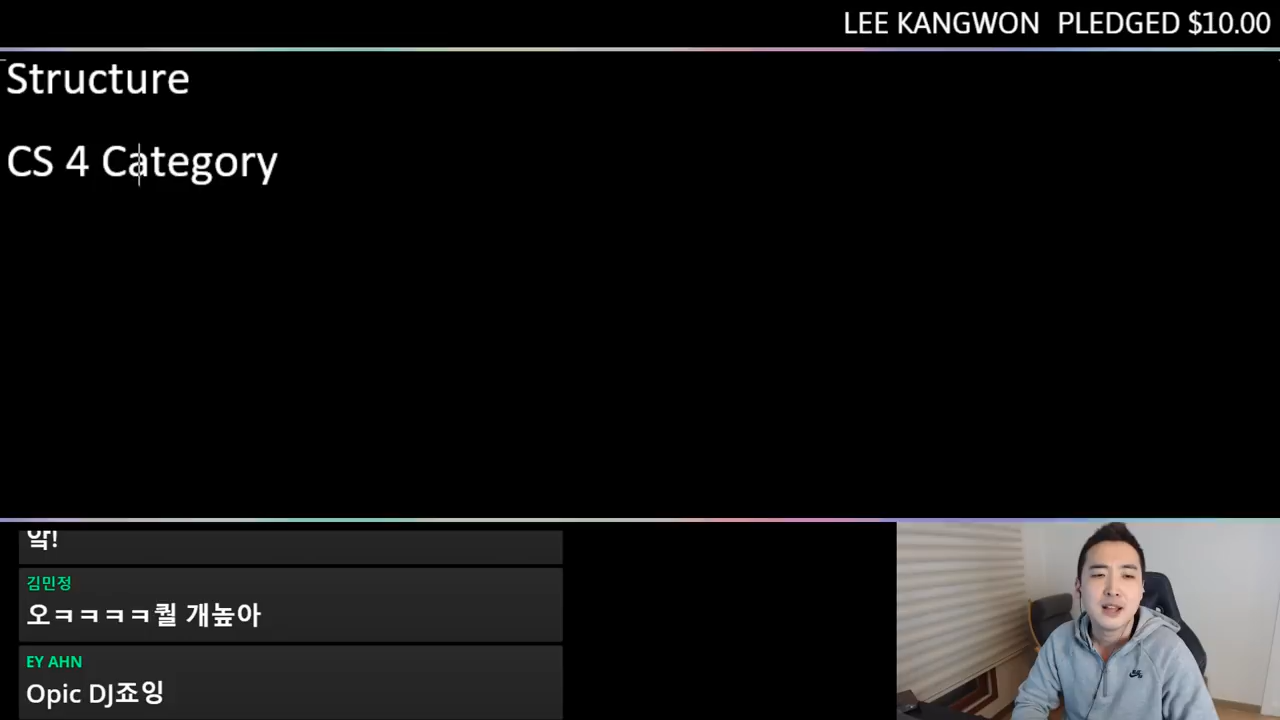 LEE KANGWON PLEDGED $10.00
Structure
CS 4 Category
앜!
김민정
오ㅋㅋㅋㅋ퀄 개높아
EY AHN
Opic DJ죠잉